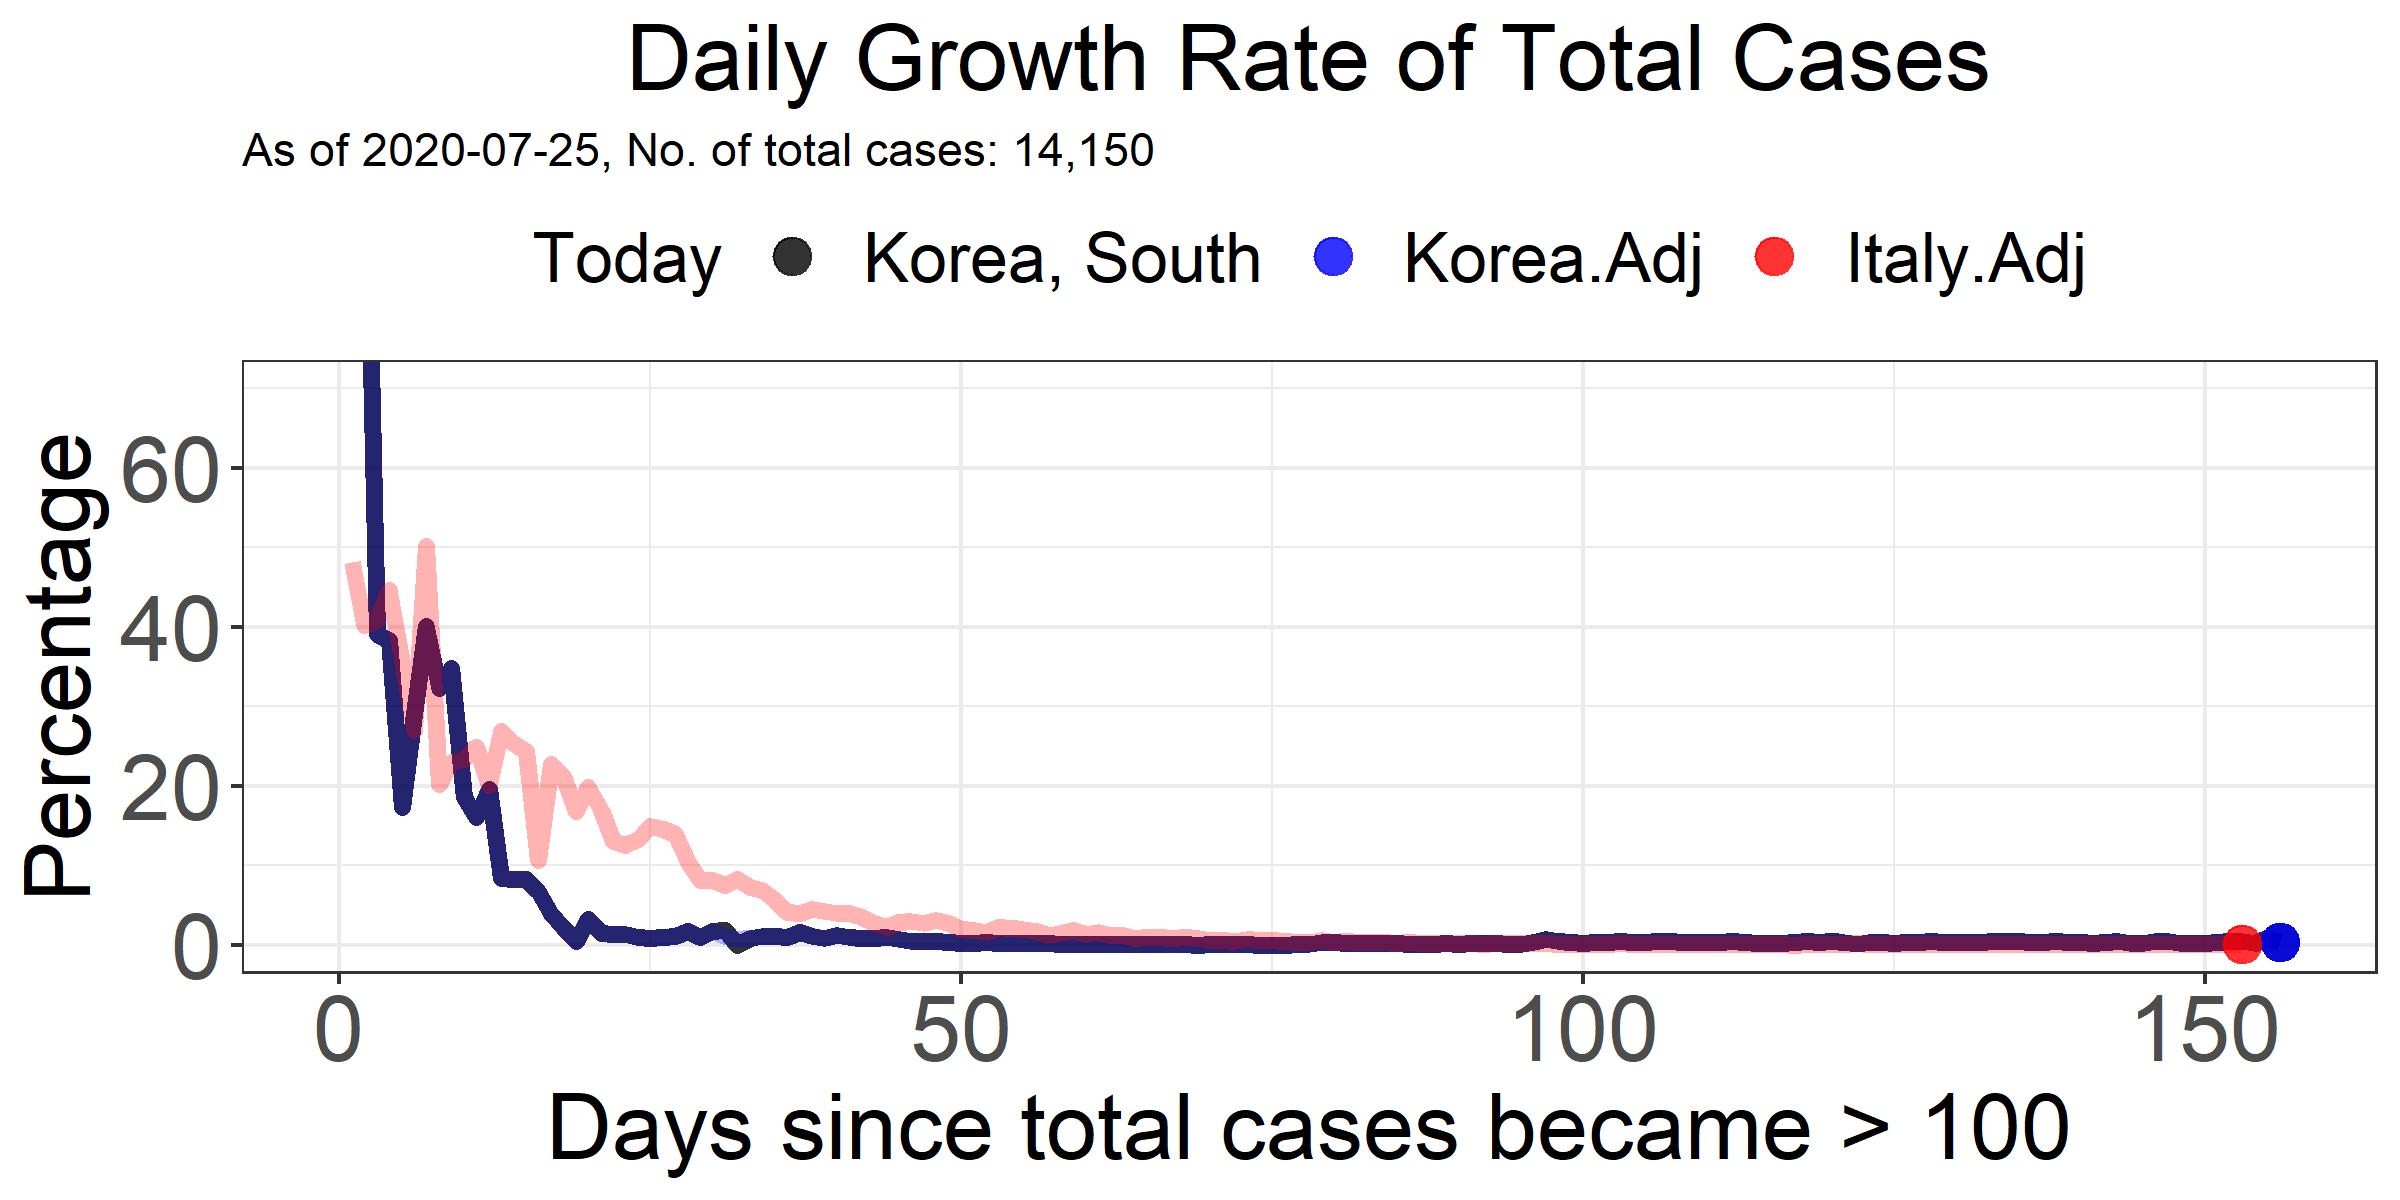 Daily Growth Rate of Total Cases
As of 2020-07-25, No. of total cases: 14,150
Today Korea, South Korea.Adj Italy.Adj
Percentage
60
40
20
0
0 50 100 150
Days since total cases became > 100